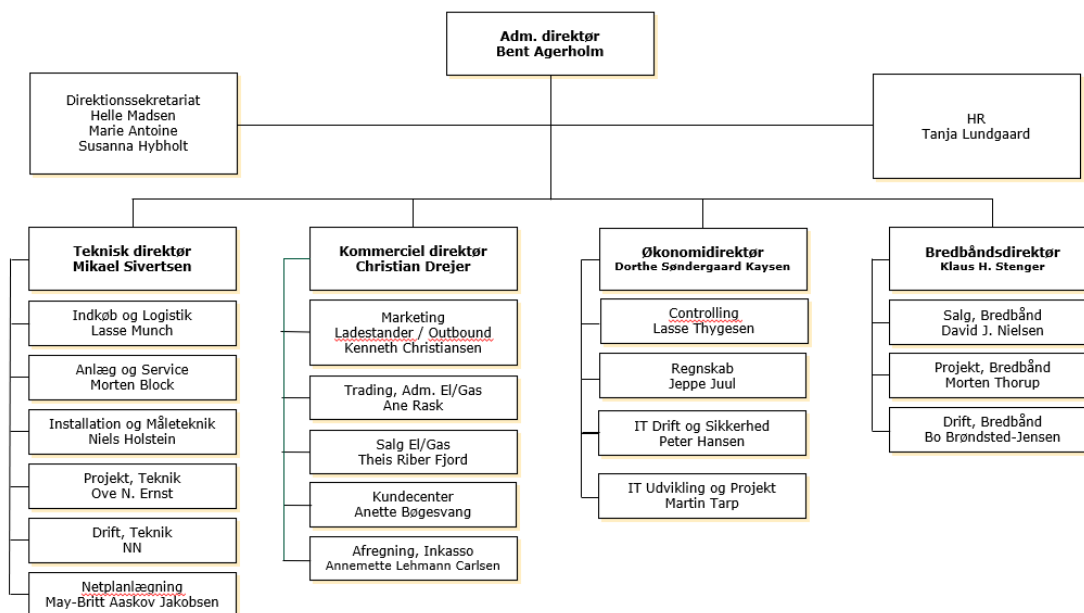 Adm. direktør
Bent Agerholm
Direktionssekretariat
Helle Madsen
Marie Antoine
Susanna Hybholt
HR
Tanja Lundgaard
Teknisk direktør
Mikael Sivertsen
Indkøb og Logistik
Lasse Munch
Anlæg og Service
Morten Block
Installation og Måleteknik
Niels Holstein
Projekt, Teknik
Ove N. Ernst
Drift, Teknik
NN
Netplanlægning
May-Britt Aaskov Jakobsen
Kommerciel direktør
Christian Drejer
Marketing
Ladestander / Outbound
Kenneth Christiansen
Trading, Adm. El/Gas
Ane Rask
Salg El/Gas
Theis Riber Fjord
Kundecenter
Anette Bøgesvang
Afregning, Inkasso
Annemette Lehmann Carlsen
Økonomidirektør
Dorthe Søndergaard Kaysen
Controlling
Lasse Thygesen
Regnskab
Jeppe Juul
IT Drift og Sikkerhed
Peter Hansen
IT Udvikling og Projekt
Martin Tarp
Bredbåndsdirektør
Klaus H. Stenger
Salg, Bredbånd
David J. Nielsen
Projekt, Bredbånd
Morten Thorup
Drift, Bredbånd
Bo Brøndsted-Jensen